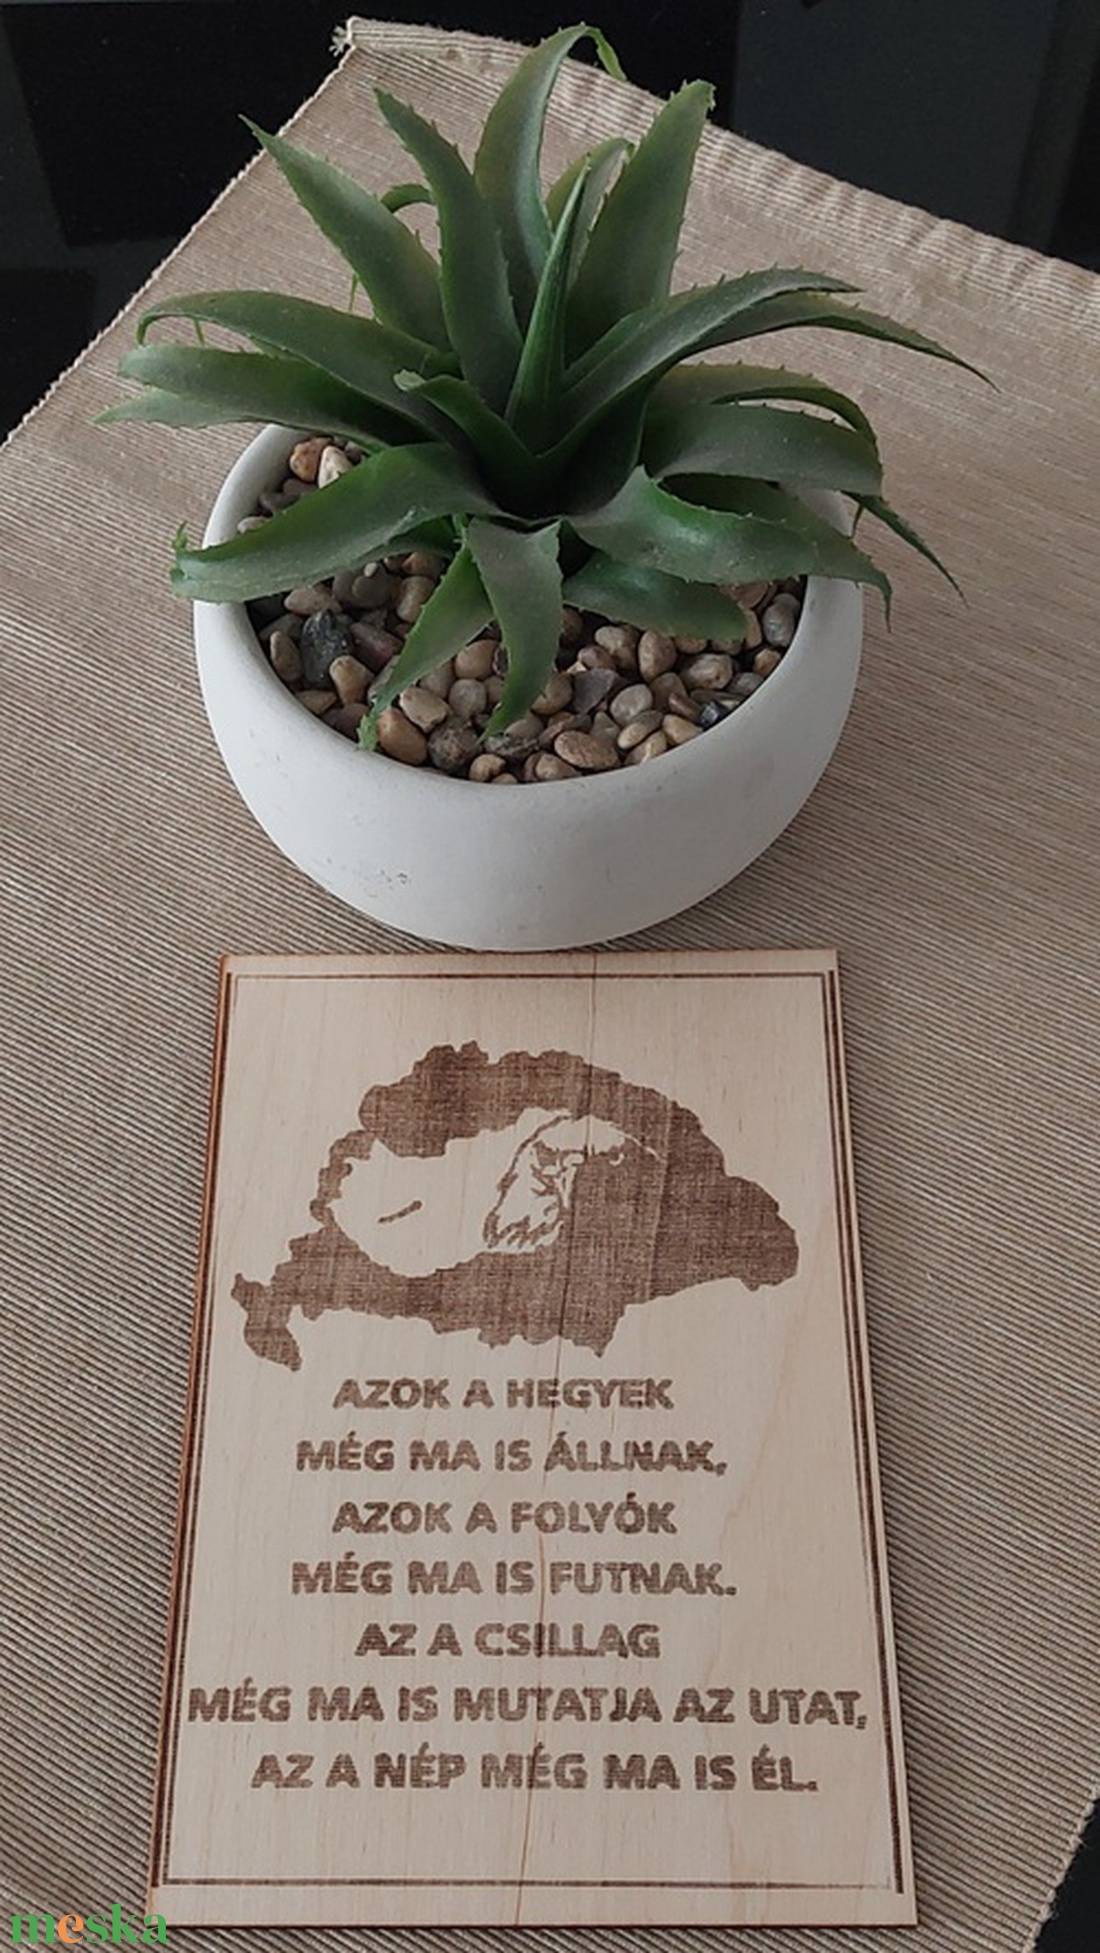 AZOK A HEGYEK
MÉG MA IS ÁLLNAK,
AZOK A FOLYÓK
MÉG MA IS FUTNAK.
AZ A CSILLAG
MÉG MA IS MUTATJA AZ UTAT,
AZ A NÉP MÉG MA IS ÉL.
meska